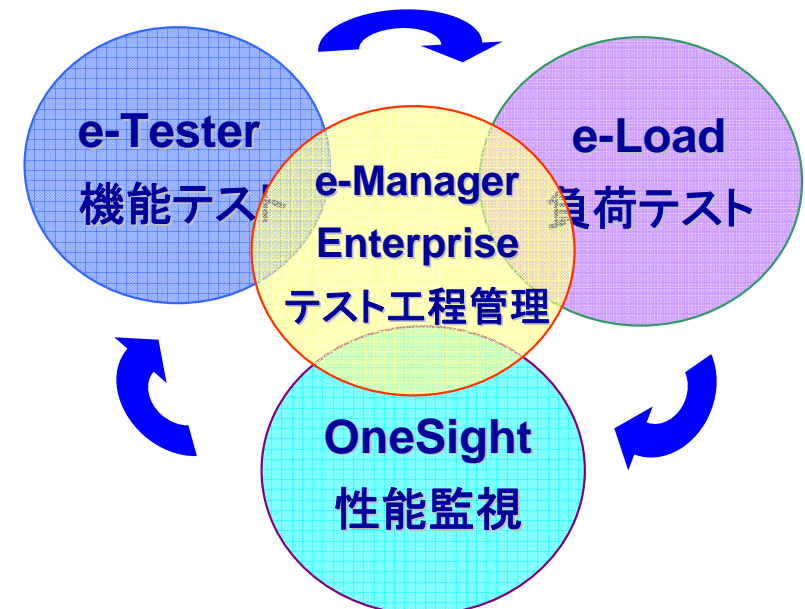 e-Tester
機能テスト
e-Manager
Enterprise
テスト工程管理
e-Load
負荷テスト
OneSight
性能監視